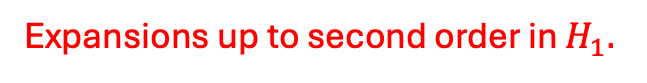 Expansions up to second order in H₁.